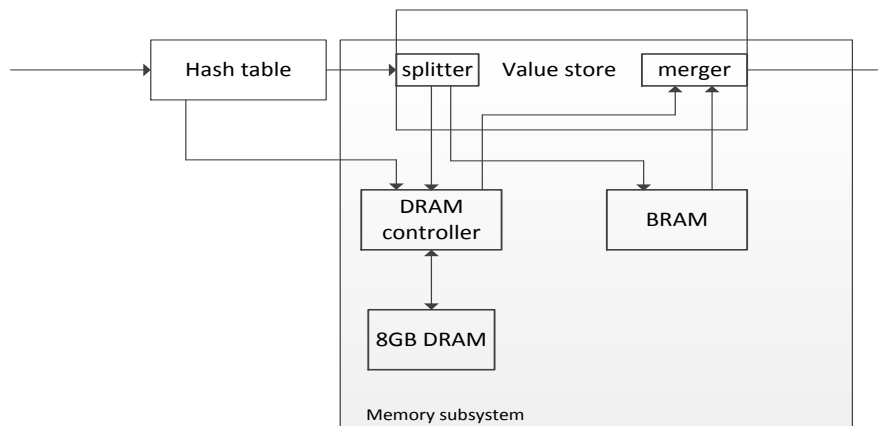 Hash table
splitter
Value store
merger
DRAM
controller
BRAM
8GB DRAM
Memory subsystem